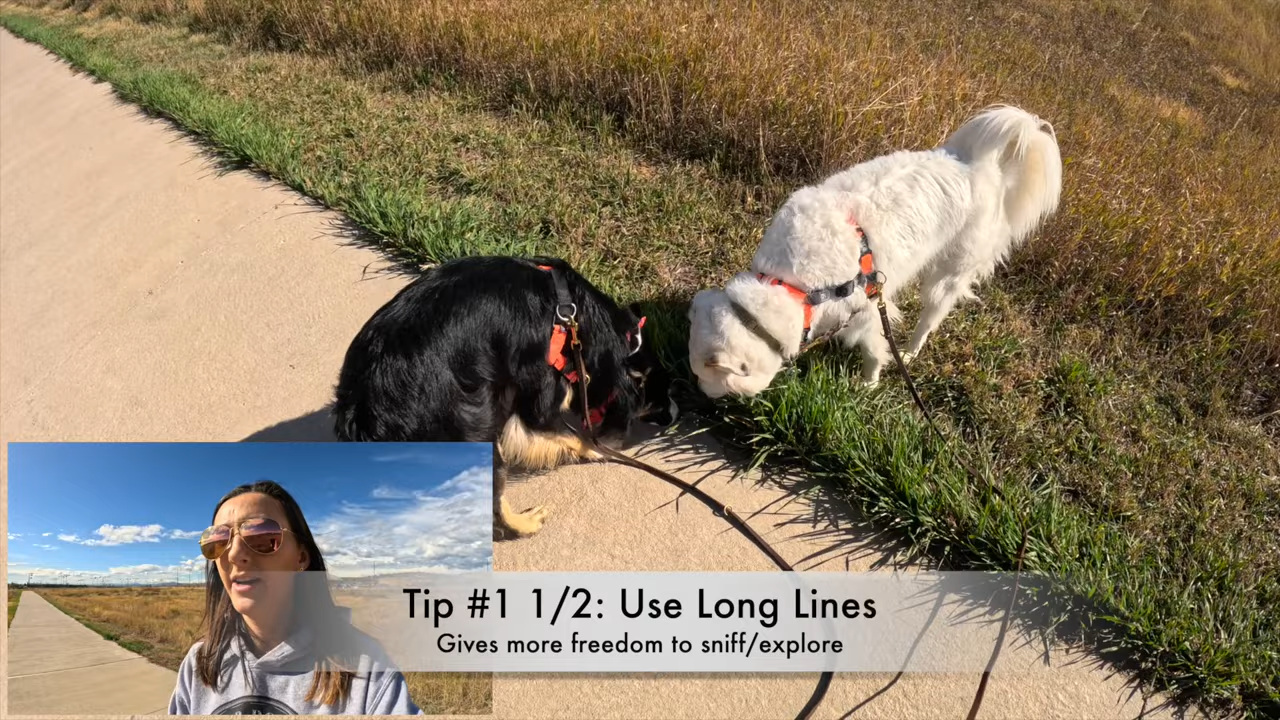 Tip #1 1/2: Use Long Lines
Gives more freedom to sniff/explore